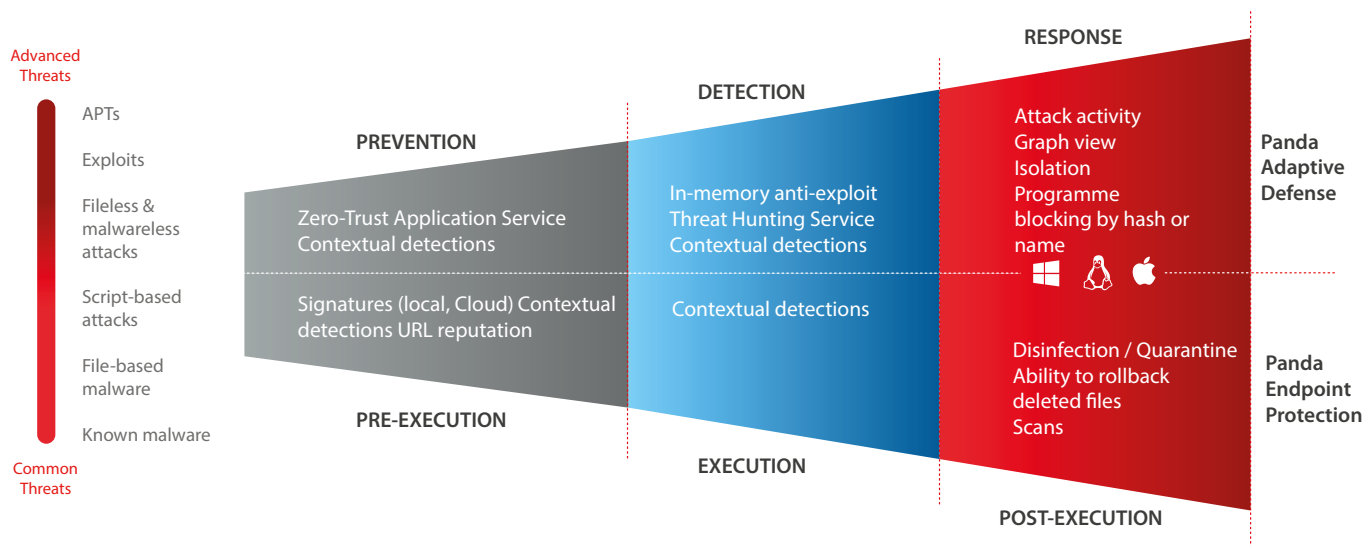 Advanced
Threats
APTs
Exploits
Fileless &
malwareless
attacks
Script-based
attacks
File-based
malware
Known malware
Common
Threats
PREVENTION
Zero-Trust Application Service
Contextual detections
Signatures (local, Cloud) Contextual
detections URL reputation
PRE-EXECUTION
DETECTION
In-memory anti-exploit
Threat Hunting Service
Contextual detections
Contextual detections
EXECUTION
RESPONSE
Attack activity
Graph view
Isolation
Programme
blocking by hash or
name
Disinfection / Quarantine
Ability to rollback
deleted files
Scans
POST-EXECUTION
Panda
Adaptive
Defense
Panda
Endpoint
Protection